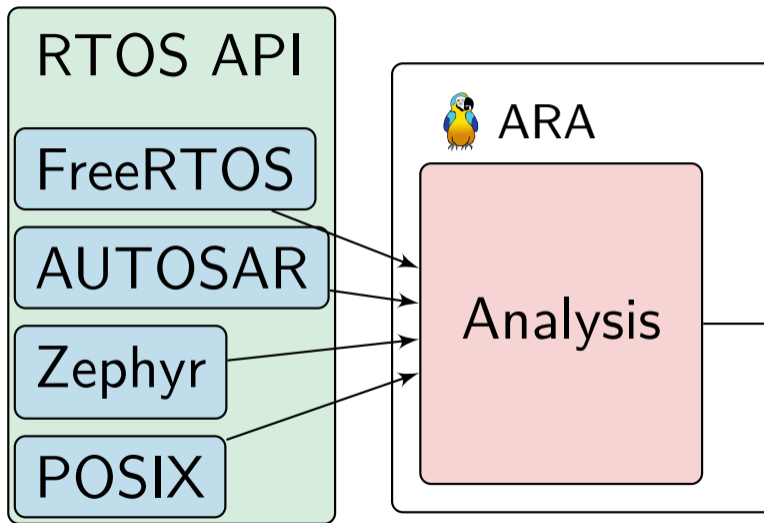 RTOS API
FreeRTOS
AUTOSAR
Zephyr
POSIX
ARA
Analysis